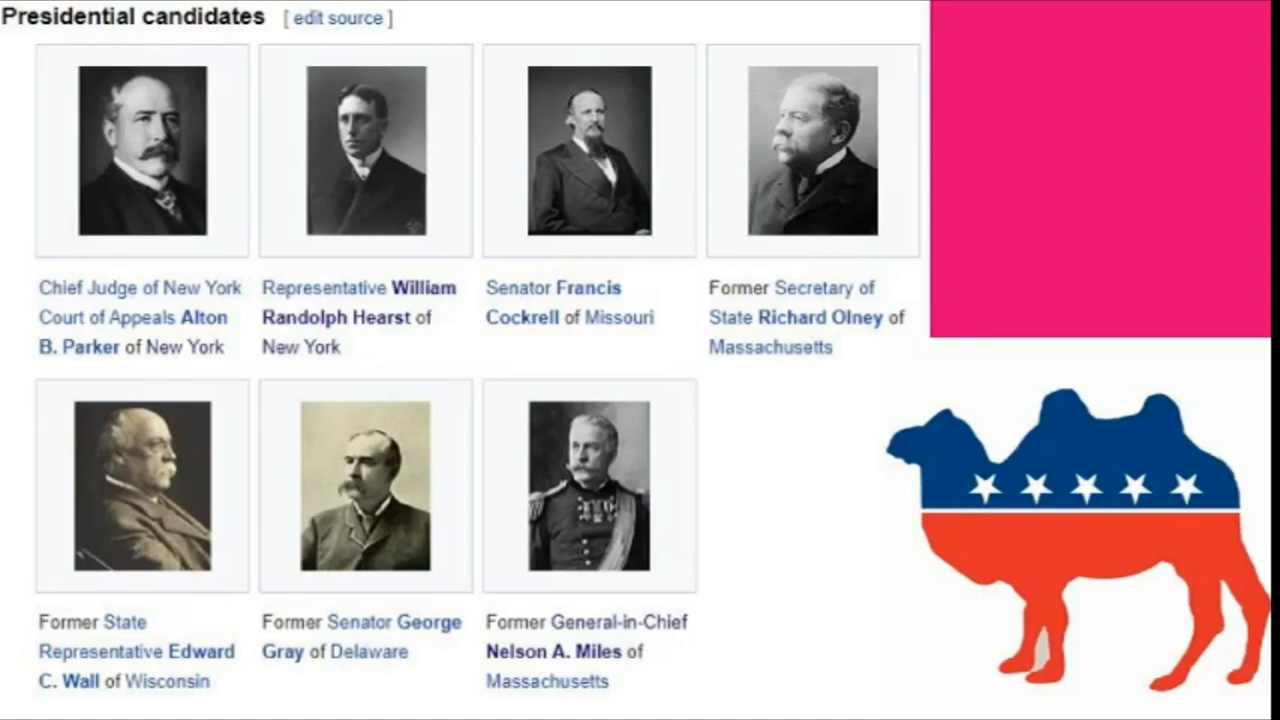 Presidential candidates [ edit source ]
Chief Judge of New York
Court of Appeals Alton
B. Parker of New York
Representative William
Randolph Hearst of
New York
Senator Francis
Cockrell of Missouri
Former Secretary of
State Richard Olney of
Massachusetts
Former State
Representative Edward
C. Wall of Wisconsin
Former Senator George
Gray of Delaware
Former General-in-Chief
Nelson A. Miles of
Massachusetts